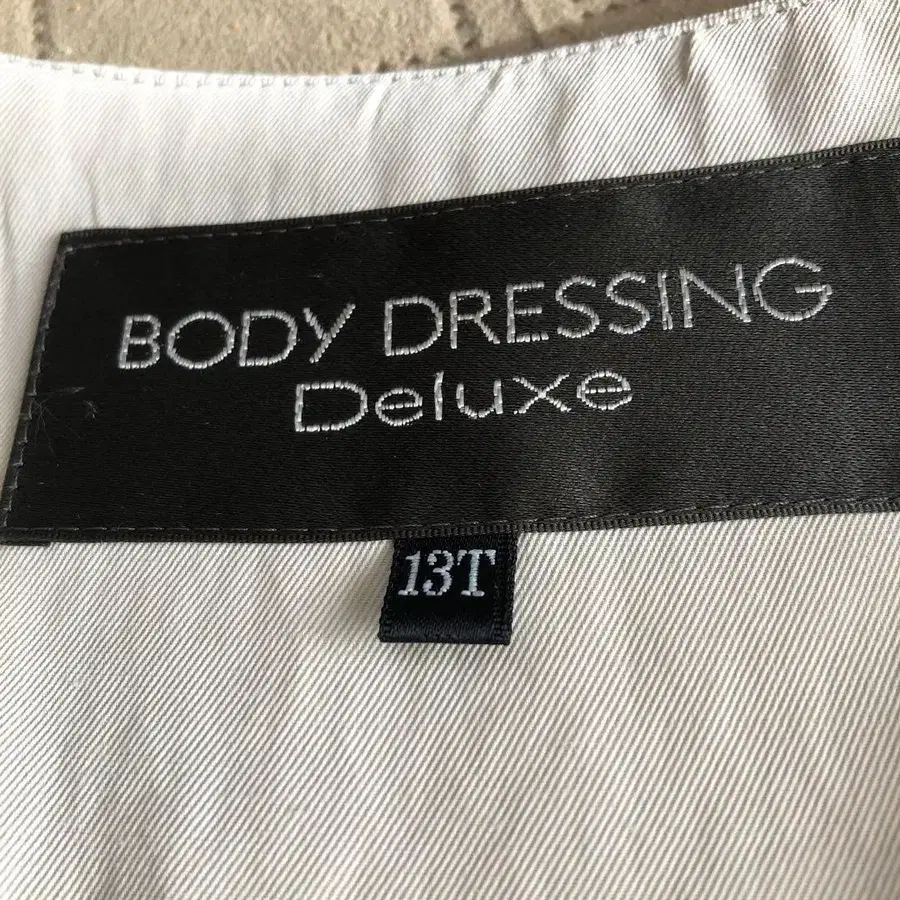 BODY DRESSING
Deluxe
13T